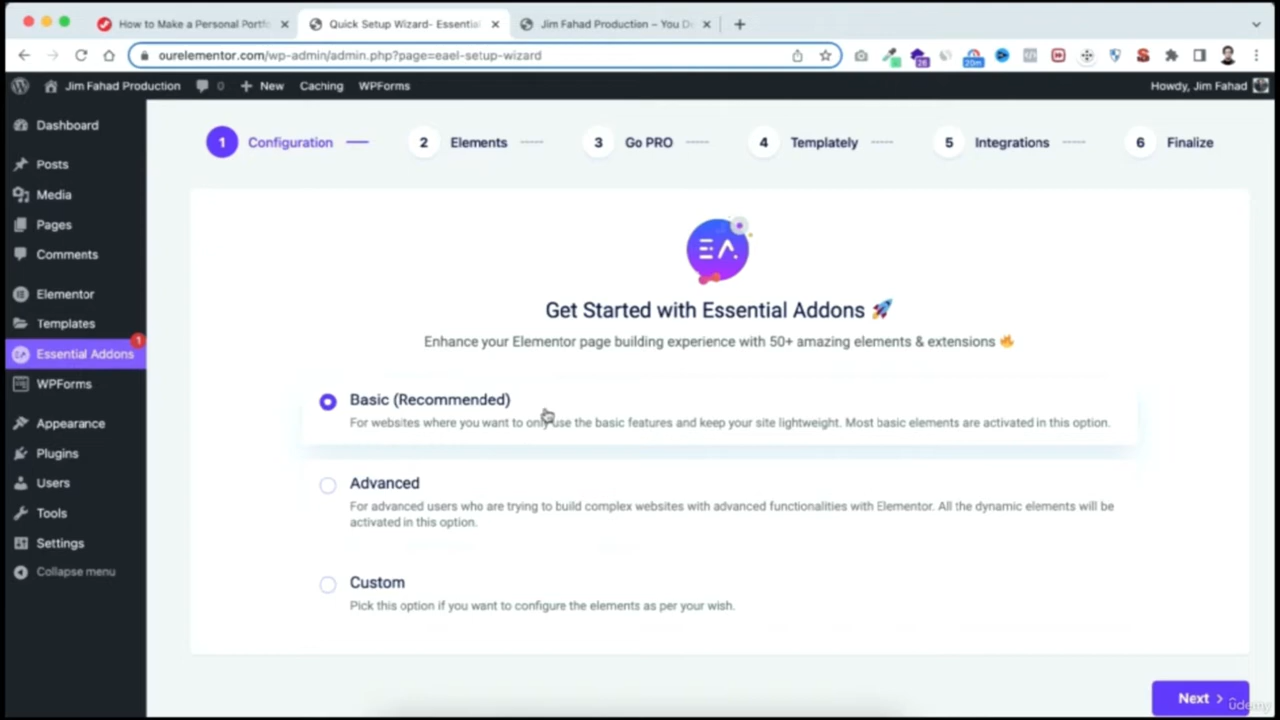 How to Make a Personal Portfo
Quick Setup Wizard- Essential
Jim Fahad Production – You De
ourelementor.com/wp-admin/admin.php?page=eael-setup-wizard
26
20m
Jim Fahad Production
0
New
Caching
WPForms
Howdy, Jim Fahad
Dashboard
Posts
Media
Pages
Comments
Elementor
Templates
Essential Addons
1
WPForms
Appearance
Plugins
Users
Tools
Settings
Collapse menu
1 Configuration
2 Elements
3 Go PRO
4 Templately
5 Integrations
6 Finalize
EA
Get Started with Essential Addons 🚀
Enhance your Elementor page building experience with 50+ amazing elements & extensions 🔥
Basic (Recommended)
For websites where you want to only use the basic features and keep your site lightweight. Most basic elements are activated in this option.
Advanced
For advanced users who are trying to build complex websites with advanced functionalities with Elementor. All the dynamic elements will be
activated in this option.
Custom
Pick this option if you want to configure the elements as per your wish.
Next >
ûdemy